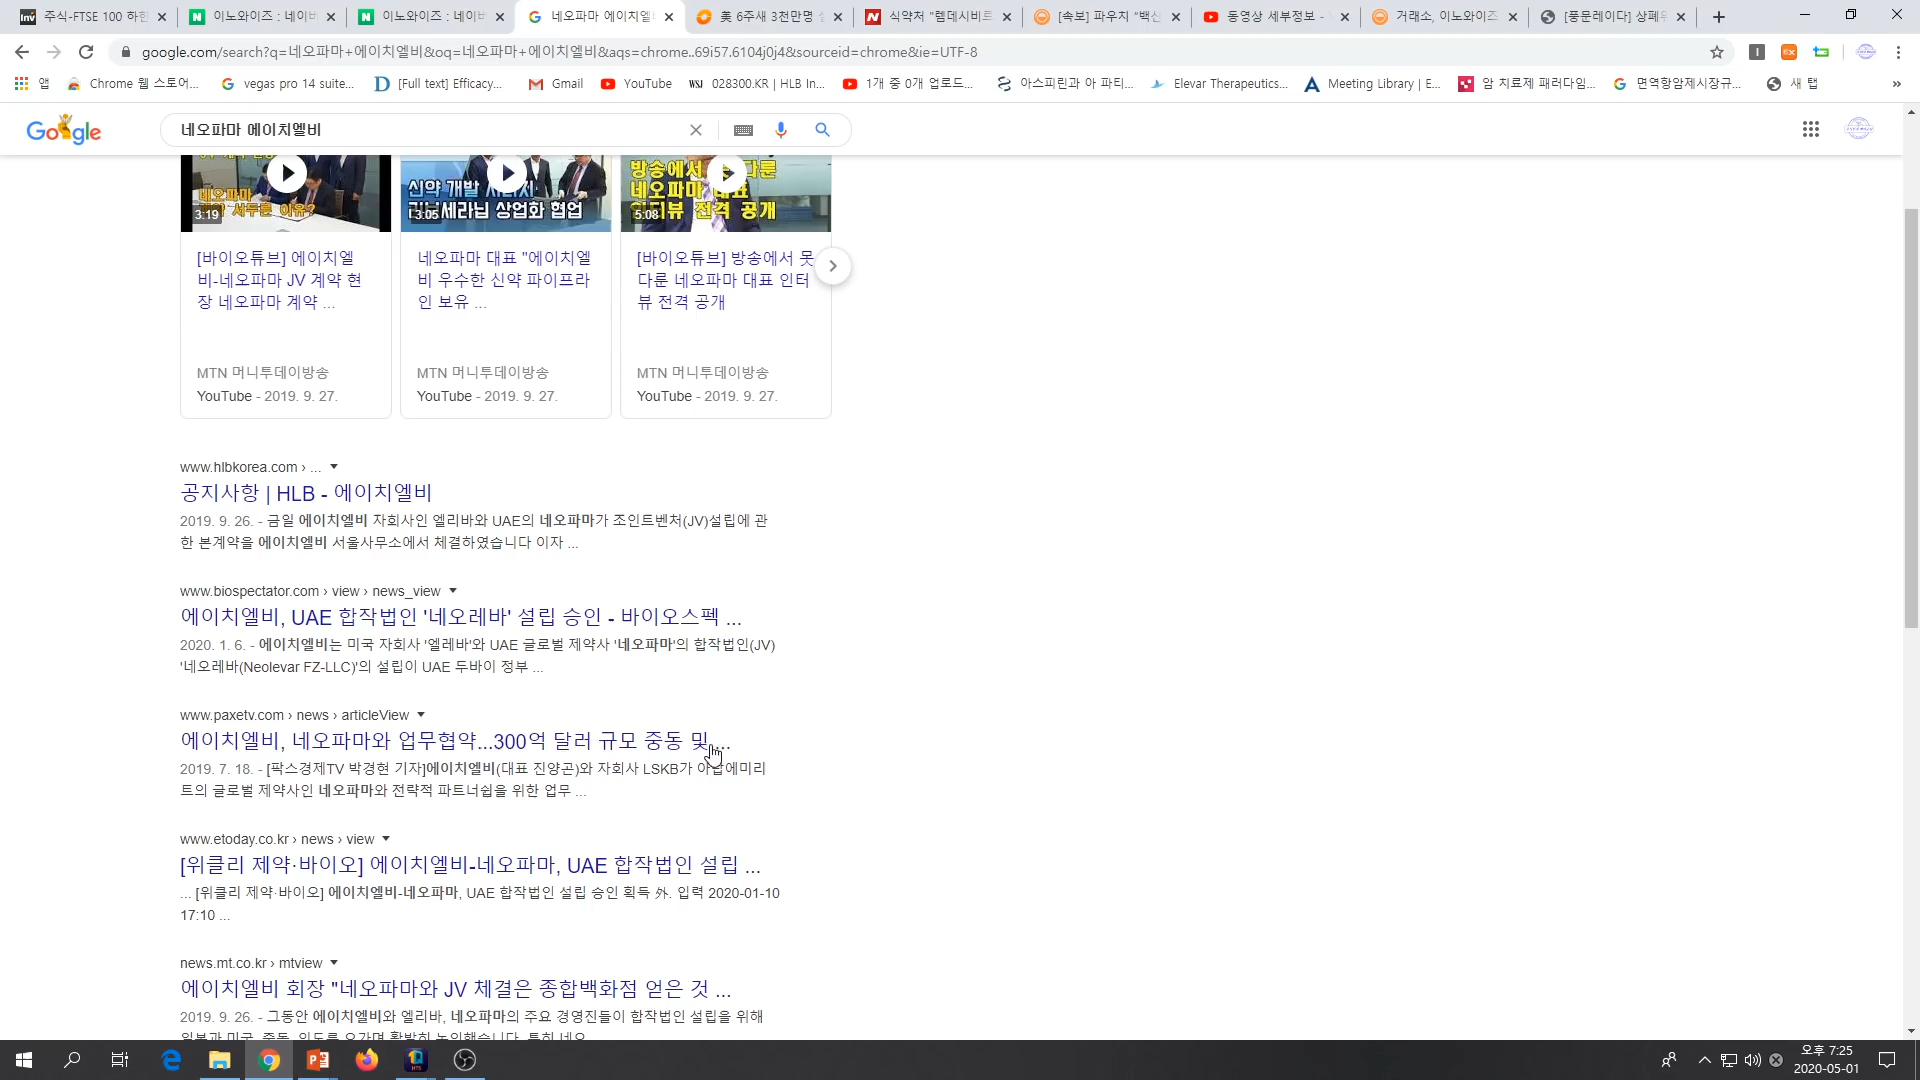 주식-FTSE 100 하한
이노와이즈 : 네이버
이노와이즈 : 네이버
네오파마 에이치엘
美 6주새 3천만명
식약처 "렘데시비르
[속보] 파우치 "백신
동영상 세부정보 -
거래소, 이노와이즈
[풍문레이다] 상폐위
google.com/search?q=네오파마+에이치엘비&oq=네오파마+에이치엘비&aqs=chrome..69i57.6104j0j4&sourceid=chrome&ie=UTF-8
앱 Chrome 웹 스토어... vegas pro 14 suite... [Full text] Efficacy... Gmail YouTube 028300.KR | HLB In... 1개 중 0개 업로드... 아스피린과 아 파티... Elevar Therapeutics... Meeting Library | E... 암 치료제 패러다임... 면역항암제시장규... 새 탭
Google 네오파마 에이치엘비
네오파마
서두른 이유?
3:19
신약 개발
리보세라닙 상업화 협업
3:05
방송에서 못 다룬
네오파마 대표
인터뷰 전격 공개
5:08
[바이오튜브] 에이치엘
비-네오파마 JV 계약 현
장 네오파마 계약 ...
MTN 머니투데이방송
YouTube - 2019. 9. 27.
네오파마 대표 "에이치엘
비 우수한 신약 파이프라
인 보유 ...
MTN 머니투데이방송
YouTube - 2019. 9. 27.
[바이오튜브] 방송에서 못
다룬 네오파마 대표 인터
뷰 전격 공개
MTN 머니투데이방송
YouTube - 2019. 9. 27.
www.hlbkorea.com › ...
공지사항 | HLB - 에이치엘비
2019. 9. 26. - 금일 에이치엘비 자회사인 엘리바와 UAE의 네오파마가 조인트벤처(JV)설립에 관
한 본계약을 에이치엘비 서울사무소에서 체결하였습니다 이자 ...
www.biospectator.com › view › news_view
에이치엘비, UAE 합작법인 '네오레바' 설립 승인 - 바이오스펙 ...
2020. 1. 6. - 에이치엘비는 미국 자회사 '엘레바'와 UAE 글로벌 제약사 '네오파마'의 합작법인(JV)
'네오레바(Neolevar FZ-LLC)'의 설립이 UAE 두바이 정부 ...
www.paxetv.com › news › articleView
에이치엘비, 네오파마와 업무협약...300억 달러 규모 중동 및 ...
2019. 7. 18. - [팍스경제TV 박경현 기자]에이치엘비(대표 진양곤)와 자회사 LSKB가 아랍에미리
트의 글로벌 제약사인 네오파마와 전략적 파트너쉽을 위한 업무 ...
www.etoday.co.kr › news › view
[위클리 제약·바이오] 에이치엘비-네오파마, UAE 합작법인 설립 ...
... [위클리 제약·바이오] 에이치엘비-네오파마, UAE 합작법인 설립 승인 획득 外. 입력 2020-01-10
17:10 ...
news.mt.co.kr › mtview
에이치엘비 회장 "네오파마와 JV 체결은 종합백화점 얻은 것 ...
2019. 9. 26. - 그동안 에이치엘비와 엘리바, 네오파마의 주요 경영진들이 합작법인 설립을 위해
오후 7:25
2020-05-01